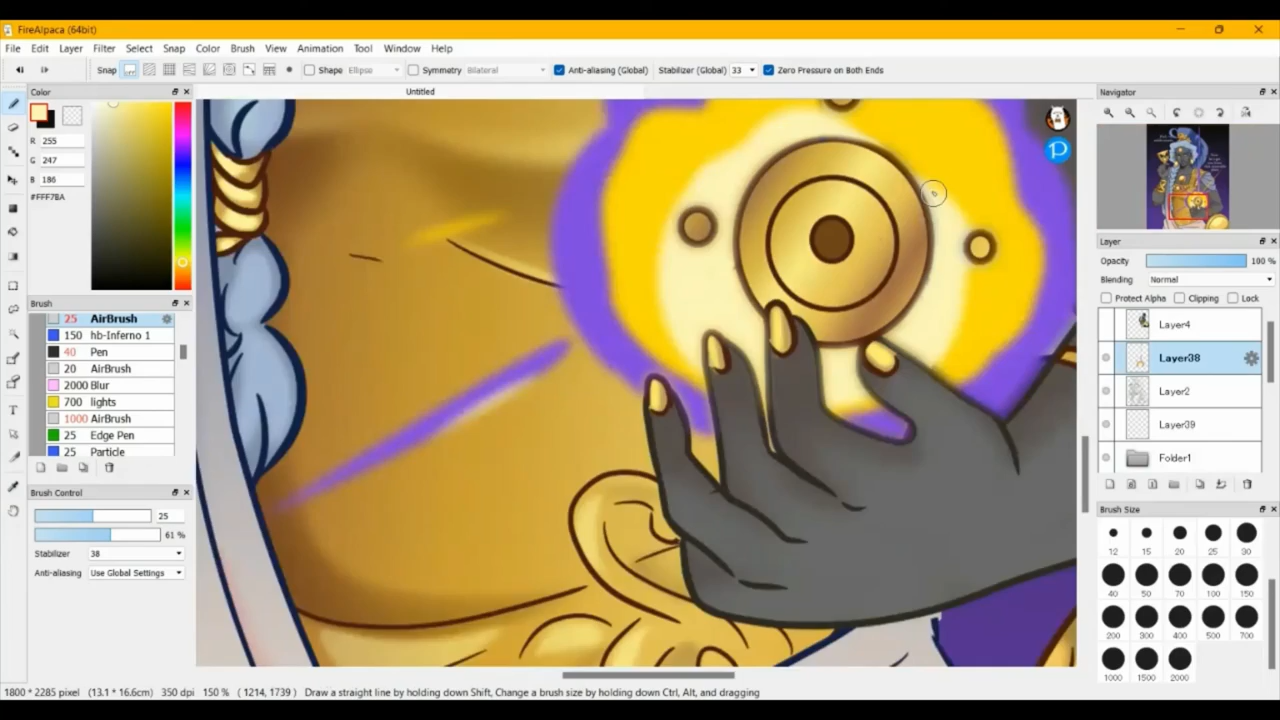 FireAlpaca (64bit)
File Edit Layer Filter Select Snap Color Brush View Animation Tool Window Help
Snap Shape Ellipse Symmetry Bilateral Anti-aliasing (Global) Stabilizer (Global) 33 Zero Pressure on Both Ends
Color
Untitled
Navigator
R 255
G 247
B 186
#FFF7BA
Brush
25 AirBrush
150 hb-Inferno 1
40 Pen
20 AirBrush
2000 Blur
700 lights
1000 AirBrush
25 Edge Pen
25 Particle
Brush Control
25
61 %
Stabilizer 38
Anti-aliasing Use Global Settings
Layer
Opacity 100 %
Blending Normal
Protect Alpha Clipping Lock
Layer4
Layer38
Layer2
Layer39
Folder1
Brush Size
12 15 20 25 30
40 50 70 100 150
200 300 400 500 700
1000 1500 2000
1800 * 2285 pixel (13.1 * 16.6cm) 350 dpi 150 % ( 1214, 1739 ) Draw a straight line by holding down Shift, Change a brush size by holding down Ctrl, Alt, and dragging